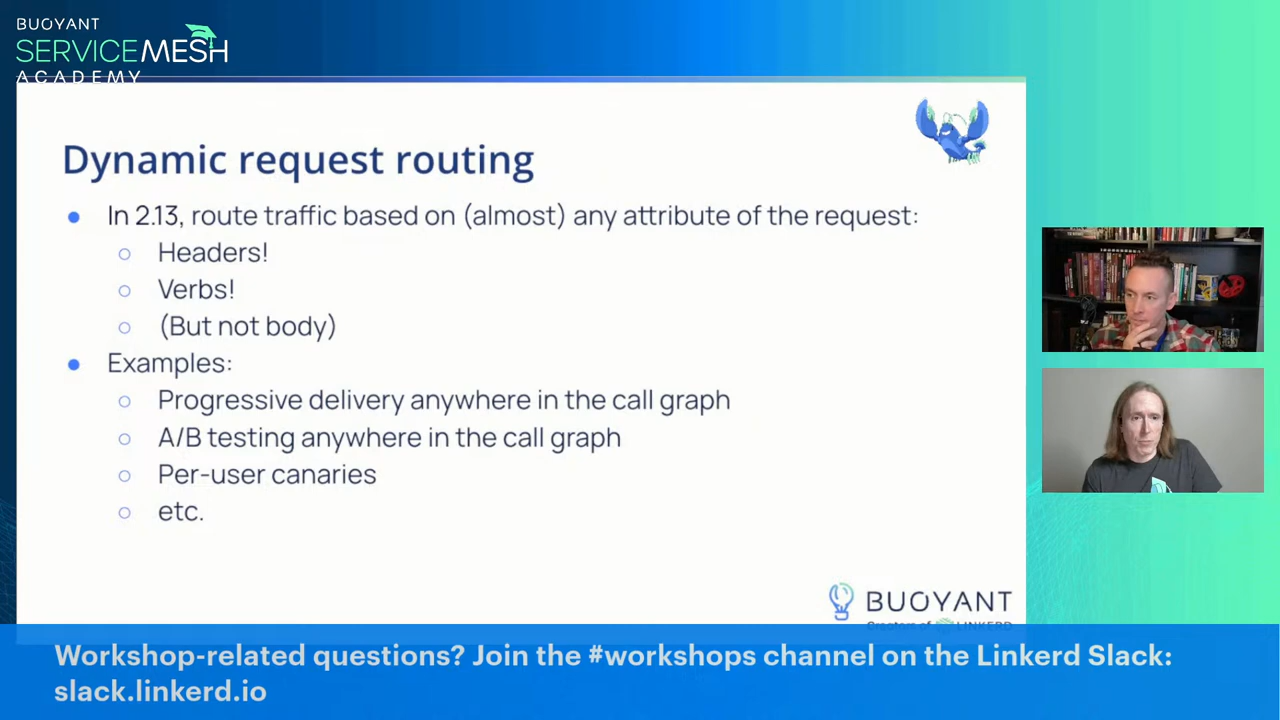 BUOYANT
SERVICEMESH
ACADEMY
Dynamic request routing
In 2.13, route traffic based on (almost) any attribute of the request:
Headers!
Verbs!
(But not body)
Examples:
Progressive delivery anywhere in the call graph
A/B testing anywhere in the call graph
Per-user canaries
etc.
BUOYANT
Creators of LINKERD
Workshop-related questions? Join the #workshops channel on the Linkerd Slack:
slack.linkerd.io